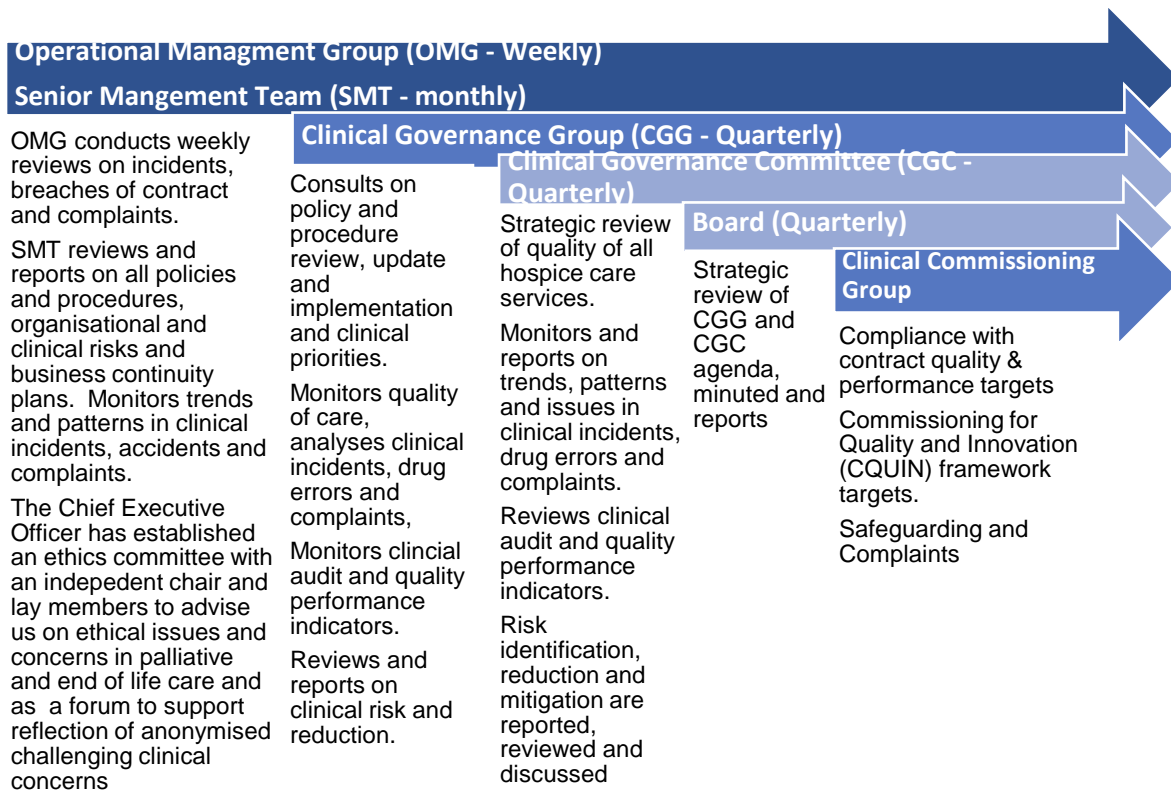 Operational Managment Group (OMG - Weekly)
Senior Mangement Team (SMT - monthly)
OMG conducts weekly
reviews on incidents,
breaches of contract
and complaints.
SMT reviews and
reports on all policies
and procedures,
organisational and
clinical risks and
business continuity
plans.  Monitors trends
and patterns in clinical
incidents, accidents and
complaints.
The Chief Executive
Officer has established
an ethics committee with
an indepedent chair and
lay members to advise
us on ethical issues and
concerns in palliative
and end of life care and
as  a forum to support
reflection of anonymised
challenging clinical
concerns
Clinical Governance Group (CGG - Quarterly)
Consults on
policy and
procedure
review, update
and
implementation
and clinical
priorities.
Monitors quality
of care,
analyses clinical
incidents, drug
errors and
complaints,
Monitors clincial
audit and quality
performance
indicators.
Reviews and
reports on
clinical risk and
reduction.
Clinical Governance Committee (CGC -
Quarterly)
Strategic review
of quality of all
hospice care
services.
Monitors and
reports on
trends, patterns
and issues in
clinical incidents,
drug errors and
complaints.
Reviews clinical
audit and quality
performance
indicators.
Risk
identification,
reduction and
mitigation are
reported,
reviewed and
discussed
Board (Quarterly)
Strategic
review of
CGG and
CGC
agenda,
minuted and
reports
Clinical Commissioning
Group
Compliance with
contract quality &
performance targets
Commissioning for
Quality and Innovation
(CQUIN) framework
targets.
Safeguarding and
Complaints